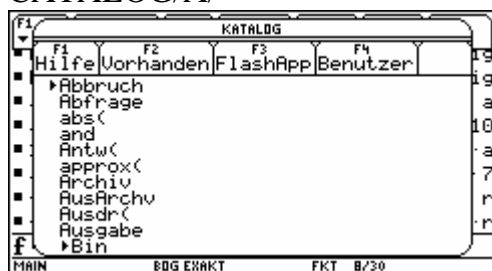 CATALOG/A/
F1
KATALOG
F1 F2 F3 F4
Hilfe Vorhanden FlashApp Benutzer
▶Abbruch
Abfrage
abs(
and
Antw(
approx(
Archiv
AusArchv
Ausdr(
Ausgabe
▶Bin
MAIN BOG EXAKT FKT 8/30